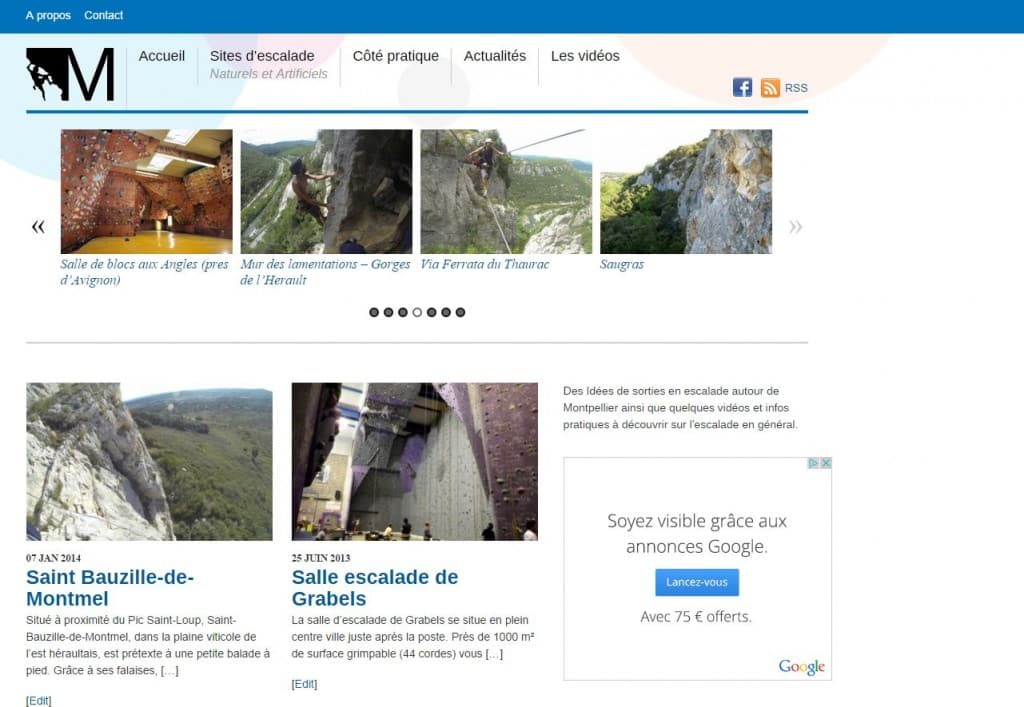 A propos Contact
M
Accueil Sites d'escalade Côté pratique Actualités Les vidéos
Naturels et Artificiels
RSS
« »
Salle de blocs aux Angles (pres
d'Avignon)
Mur des lamentations – Gorges
de l'Herault
Via Ferrata du Thaurac
Saugras
07 JAN 2014
Saint Bauzille-de-
Montmel
Situé à proximité du Pic Saint-Loup, Saint-
Bauzille-de-Montmel, dans la plaine viticole de
l'est héraultais, est prétexte à une petite balade à
pied. Grâce à ses falaises, […]
[Edit]
25 JUIN 2013
Salle escalade de
Grabels
La salle d'escalade de Grabels se situe en plein
centre ville juste après la poste. Près de 1000 m²
de surface grimpable (44 cordes) vous […]
[Edit]
Des Idées de sorties en escalade autour de
Montpellier ainsi que quelques vidéos et infos
pratiques à découvrir sur l'escalade en général.
Soyez visible grâce aux
annonces Google.
Lancez-vous
Avec 75 € offerts.
Google